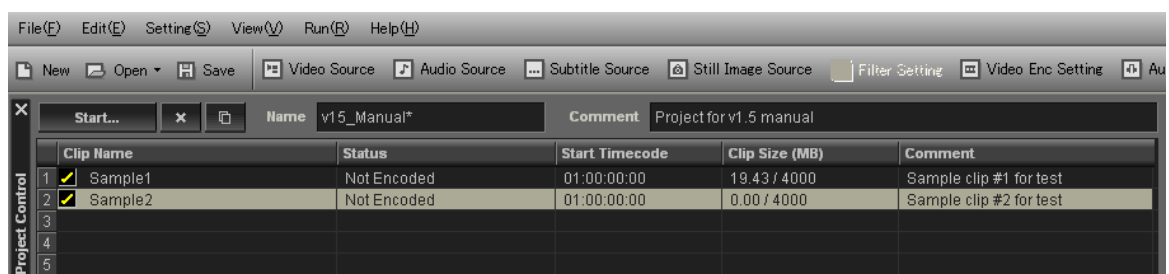 File(F) Edit(E) Setting(S) View(V) Run(R) Help(H)
New Open Save Video Source Audio Source Subtitle Source Still Image Source Filter Setting Video Enc Setting Au
Start... Name v15_Manual* Comment Project for v1.5 manual
Clip Name Status Start Timecode Clip Size (MB) Comment
1 Sample1 Not Encoded 01:00:00:00 19.43 / 4000 Sample clip #1 for test
2 Sample2 Not Encoded 01:00:00:00 0.00 / 4000 Sample clip #2 for test
3
4
5
Project Control